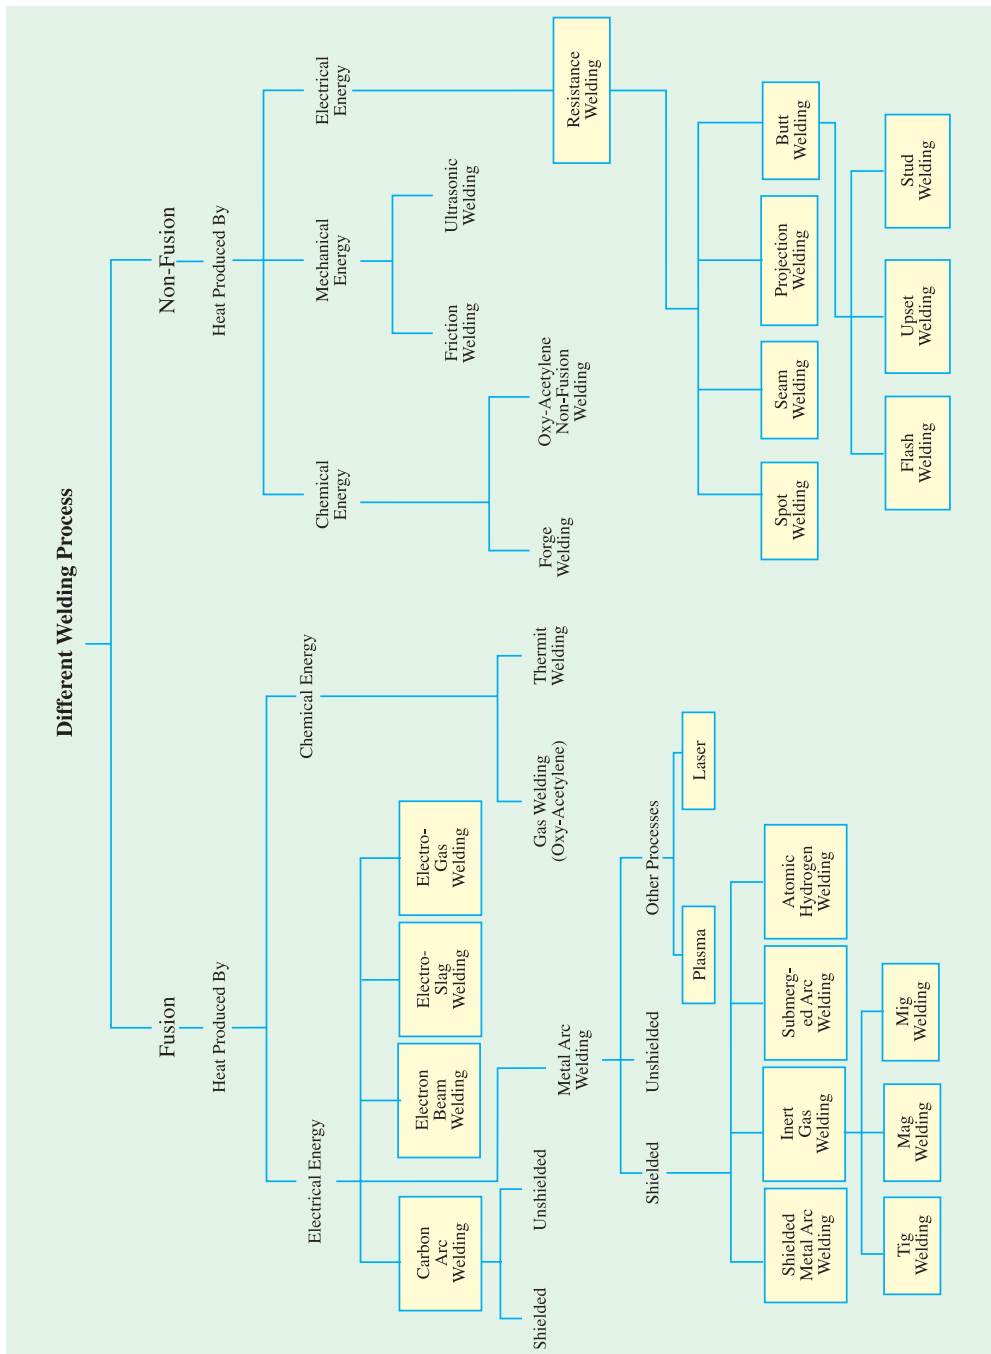 Different Welding Process
Fusion
Non-Fusion
Heat Produced By
Heat Produced By
Electrical Energy
Chemical Energy
Chemical
Energy
Mechanical
Energy
Electrical
Energy
Carbon
Arc
Welding
Electron
Beam
Welding
Electro-
Slag
Welding
Electro-
Gas
Welding
Friction
Welding
Ultrasonic
Welding
Shielded
Unshielded
Metal Arc
Welding
Gas Welding
(Oxy-Acetylene)
Thermit
Welding
Forge
Welding
Oxy-Acetylene
Non-Fusion
Welding
Resistance
Welding
Shielded
Unshielded
Other Processes
Plasma
Laser
Shielded
Metal Arc
Welding
Inert
Gas
Welding
Submerg-
ed Arc
Welding
Atomic
Hydrogen
Welding
Spot
Welding
Seam
Welding
Projection
Welding
Butt
Welding
Tig
Welding
Mag
Welding
Mig
Welding
Flash
Welding
Upset
Welding
Stud
Welding